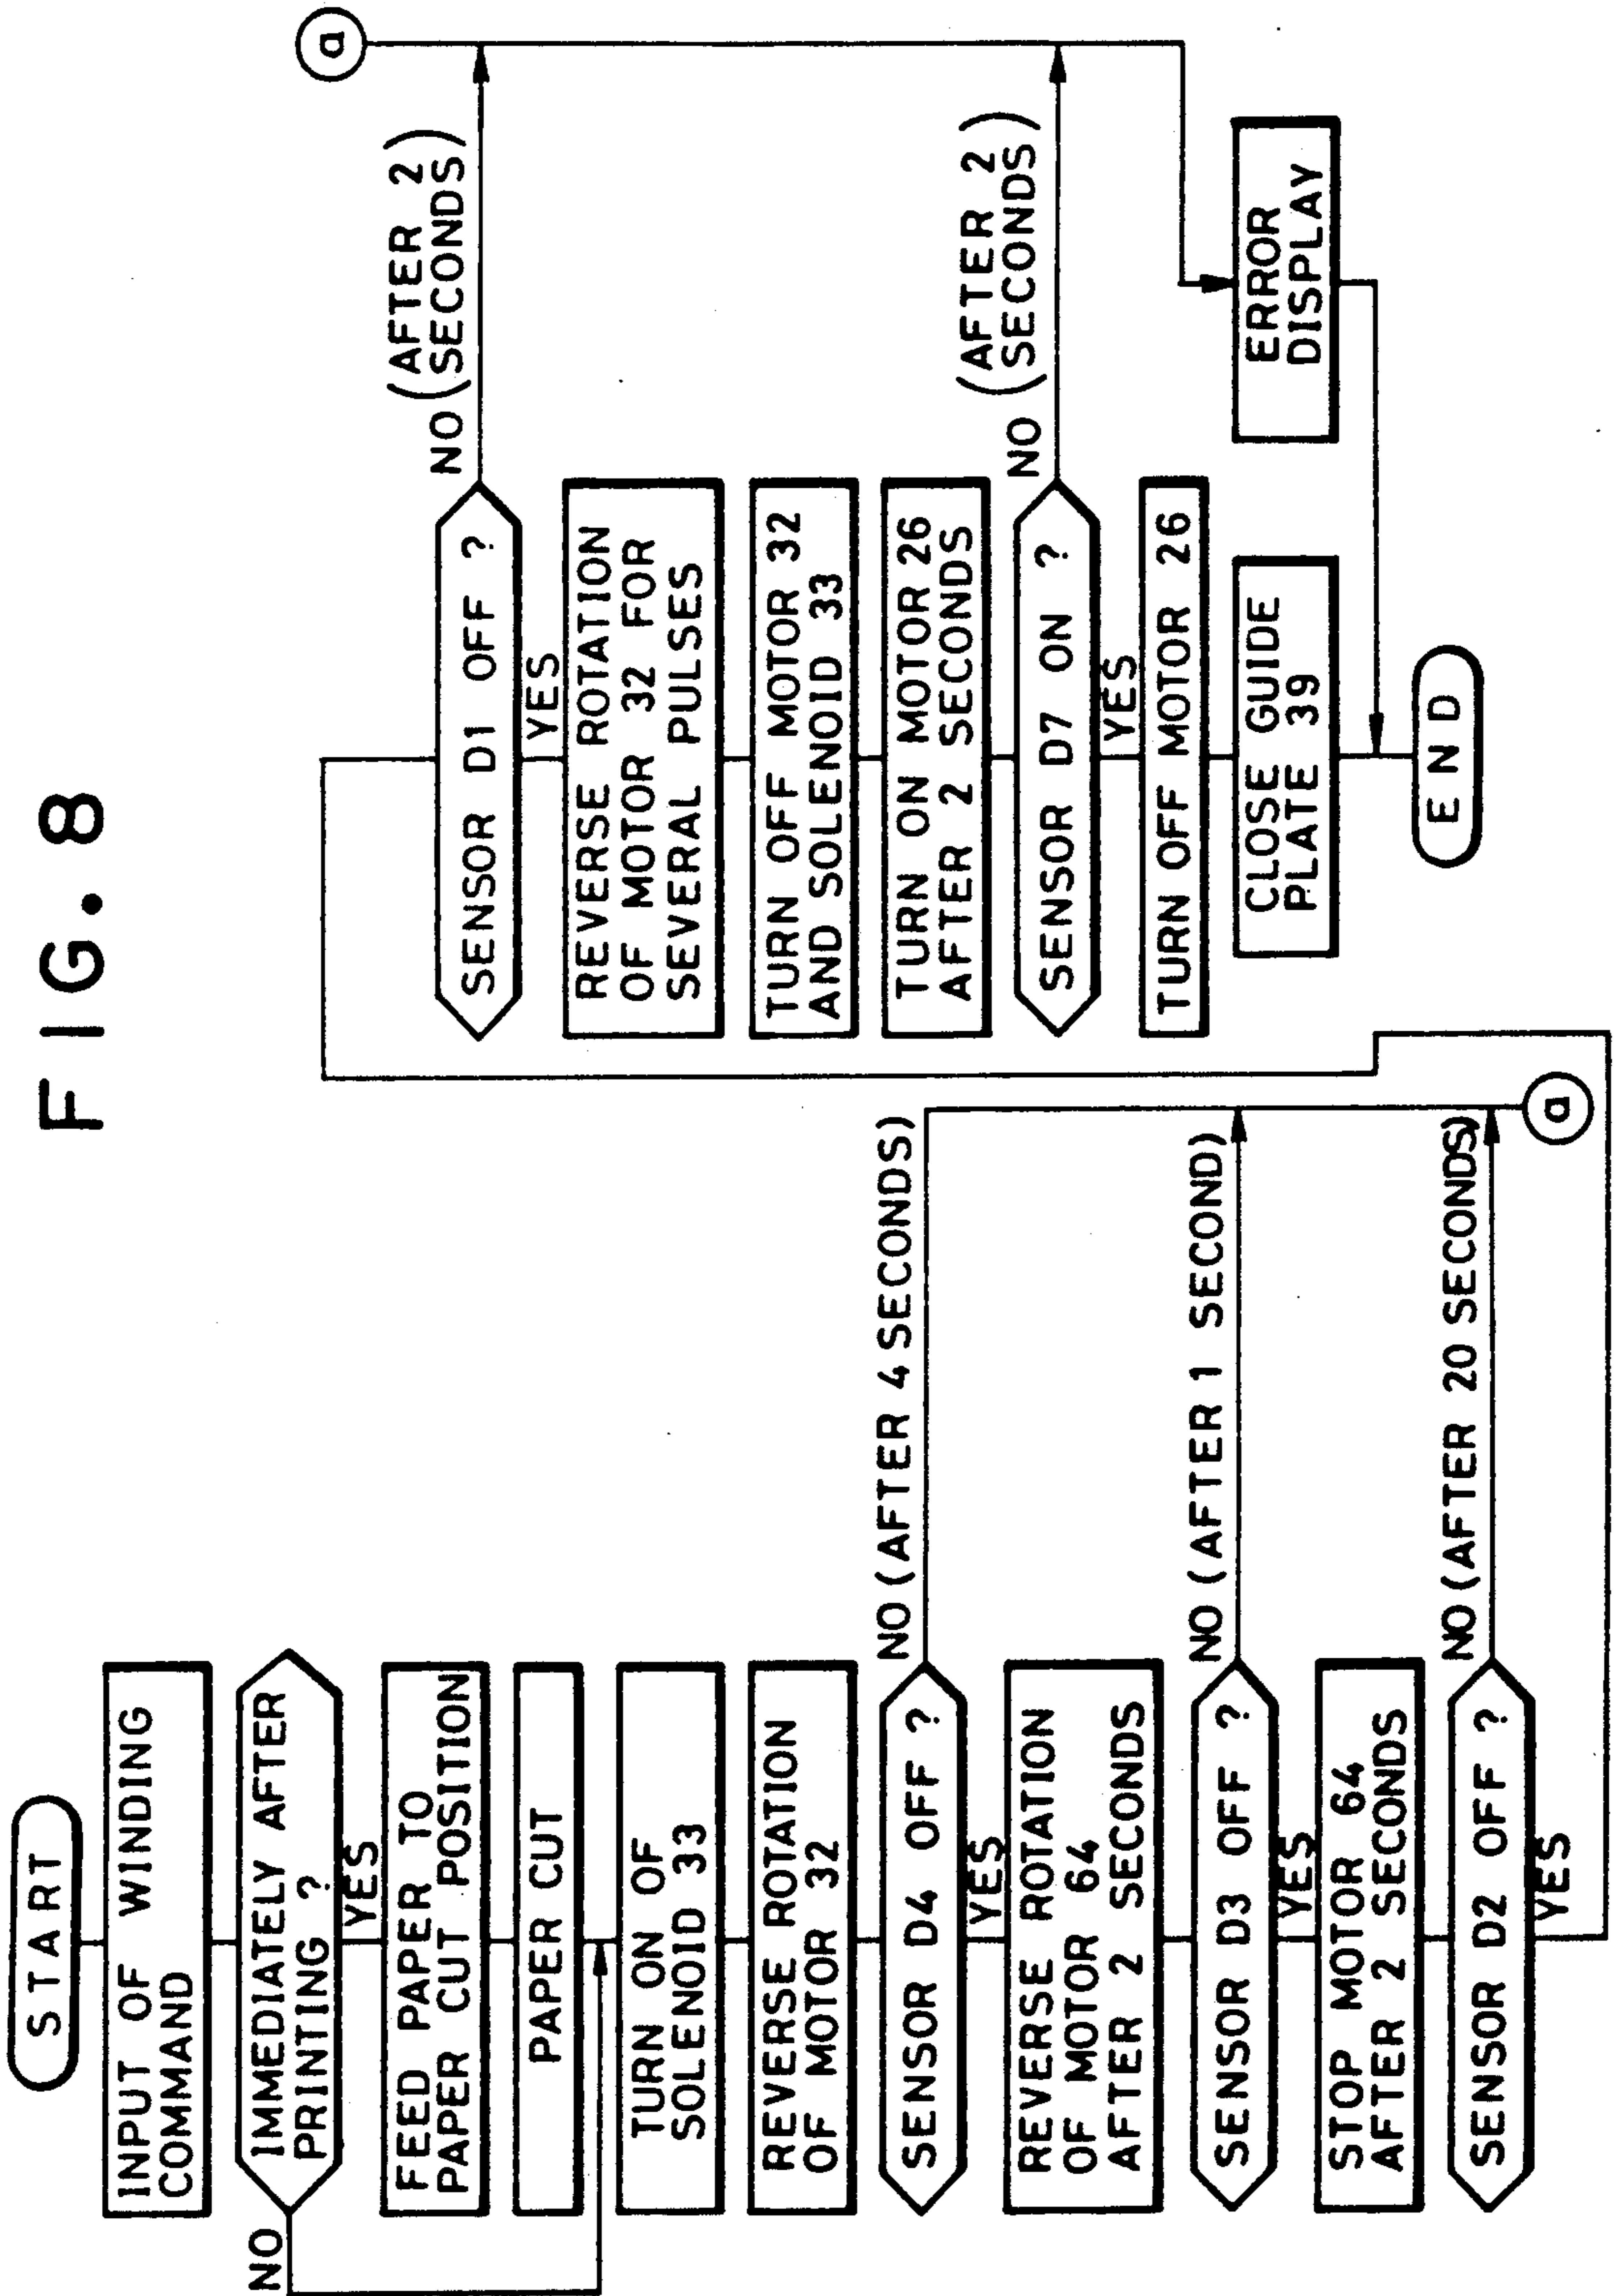 FIG. 8
START
INPUT OF WINDING
COMMAND
IMMEDIATELY AFTER
PRINTING ?
NO
YES
FEED PAPER TO
PAPER CUT POSITION
PAPER CUT
TURN ON OF
SOLENOID 33
REVERSE ROTATION
OF MOTOR 32
SENSOR D4 OFF ?
NO (AFTER 4 SECONDS)
YES
REVERSE ROTATION
OF MOTOR 64
AFTER 2 SECONDS
SENSOR D3 OFF ?
NO (AFTER 1 SECOND)
YES
STOP MOTOR 64
AFTER 2 SECONDS
SENSOR D2 OFF ?
NO (AFTER 20 SECONDS)
YES
a
a
SENSOR D1 OFF ?
NO (AFTER 2
SECONDS)
YES
REVERSE ROTATION
OF MOTOR 32 FOR
SEVERAL PULSES
TURN OFF MOTOR 32
AND SOLENOID 33
TURN ON MOTOR 26
AFTER 2 SECONDS
SENSOR D7 ON ?
NO (AFTER 2
SECONDS)
YES
TURN OFF MOTOR 26
CLOSE GUIDE
PLATE 39
ERROR
DISPLAY
END